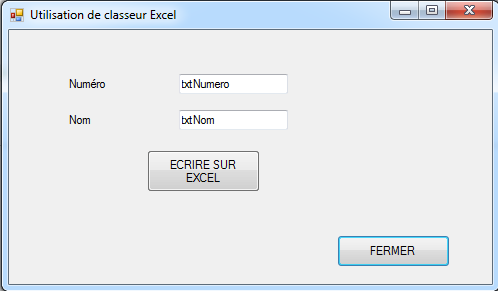 Utilisation de classeur Excel
Numéro txtNumero
Nom txtNom
ECRIRE SUR
EXCEL
FERMER